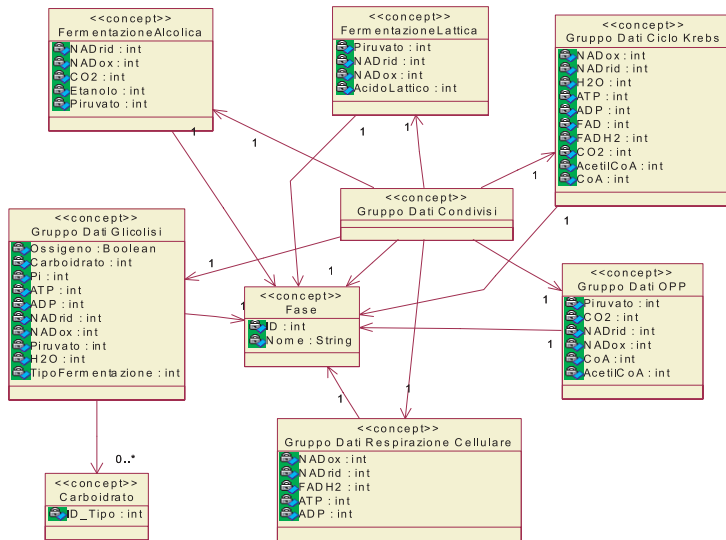 <<concept>>
FermentazioneAlcolica
NADrid : int
NADox : int
CO2 : int
Etanolo : int
Piruvato : int
<<concept>>
FermentazioneLattica
Piruvato : int
NADrid : int
NADox : int
AcidoLattico : int
<<concept>>
Gruppo Dati Ciclo Krebs
NADox : int
NADrid : int
H2O : int
ATP : int
ADP : int
FAD : int
FADH2 : int
CO2 : int
AcetilCoA : int
CoA : int
1
1
1
1
1
1
<<concept>>
Gruppo Dati Condivisi
<<concept>>
Gruppo Dati Glicolisi
Ossigeno : Boolean
Carboidrato : int
Pi : int
ATP : int
ADP : int
NADrid : int
NADox : int
Piruvato : int
H2O : int
TipoFermentazione : int
1
1
1
1
<<concept>>
Fase
ID : int
Nome : String
<<concept>>
Gruppo Dati OPP
Piruvato : int
CO2 : int
NADrid : int
NADox : int
CoA : int
AcetilCoA : int
1
1
1
0..*
<<concept>>
Carboidrato
ID_Tipo : int
<<concept>>
Gruppo Dati Respirazione Cellulare
NADox : int
NADrid : int
FADH2 : int
ATP : int
ADP : int